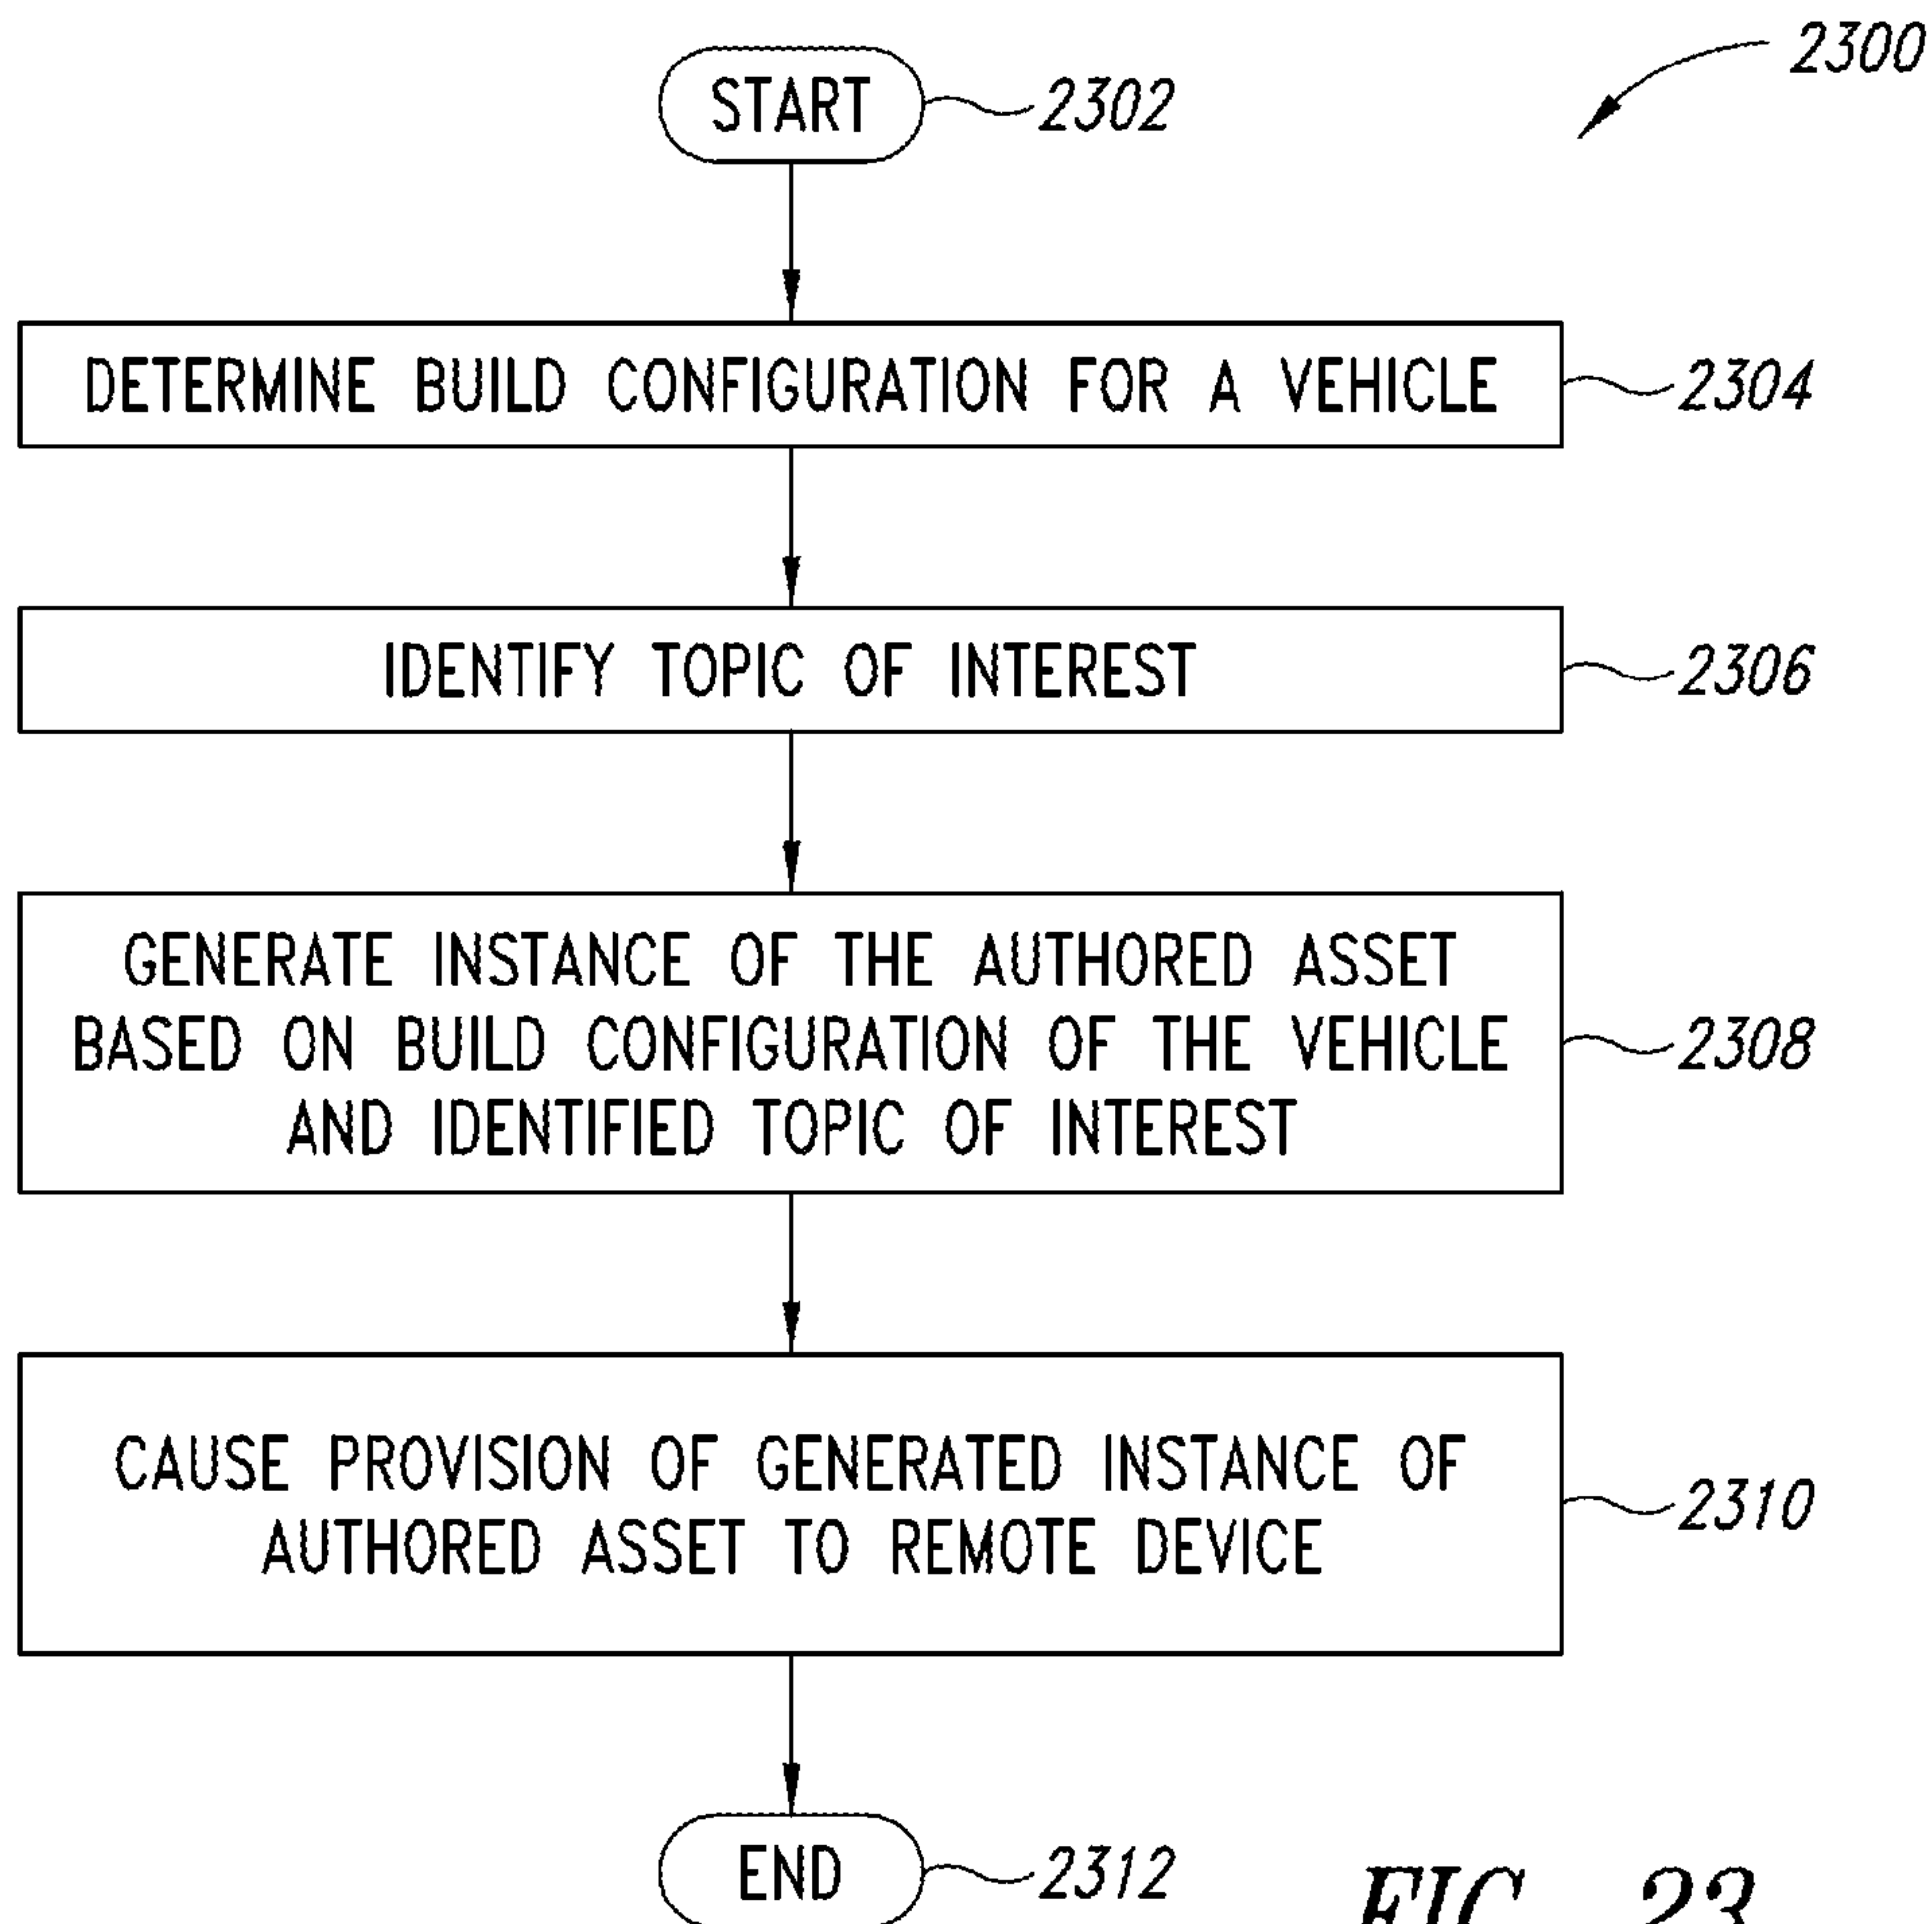 2300
START
2302
DETERMINE BUILD CONFIGURATION FOR A VEHICLE
2304
IDENTIFY TOPIC OF INTEREST
2306
GENERATE INSTANCE OF THE AUTHORED ASSET
BASED ON BUILD CONFIGURATION OF THE VEHICLE
2308
AND IDENTIFIED TOPIC OF INTEREST
CAUSE PROVISION OF GENERATED INSTANCE OF
2310
AUTHORED ASSET TO REMOTE DEVICE
END
2312
FIG. 23